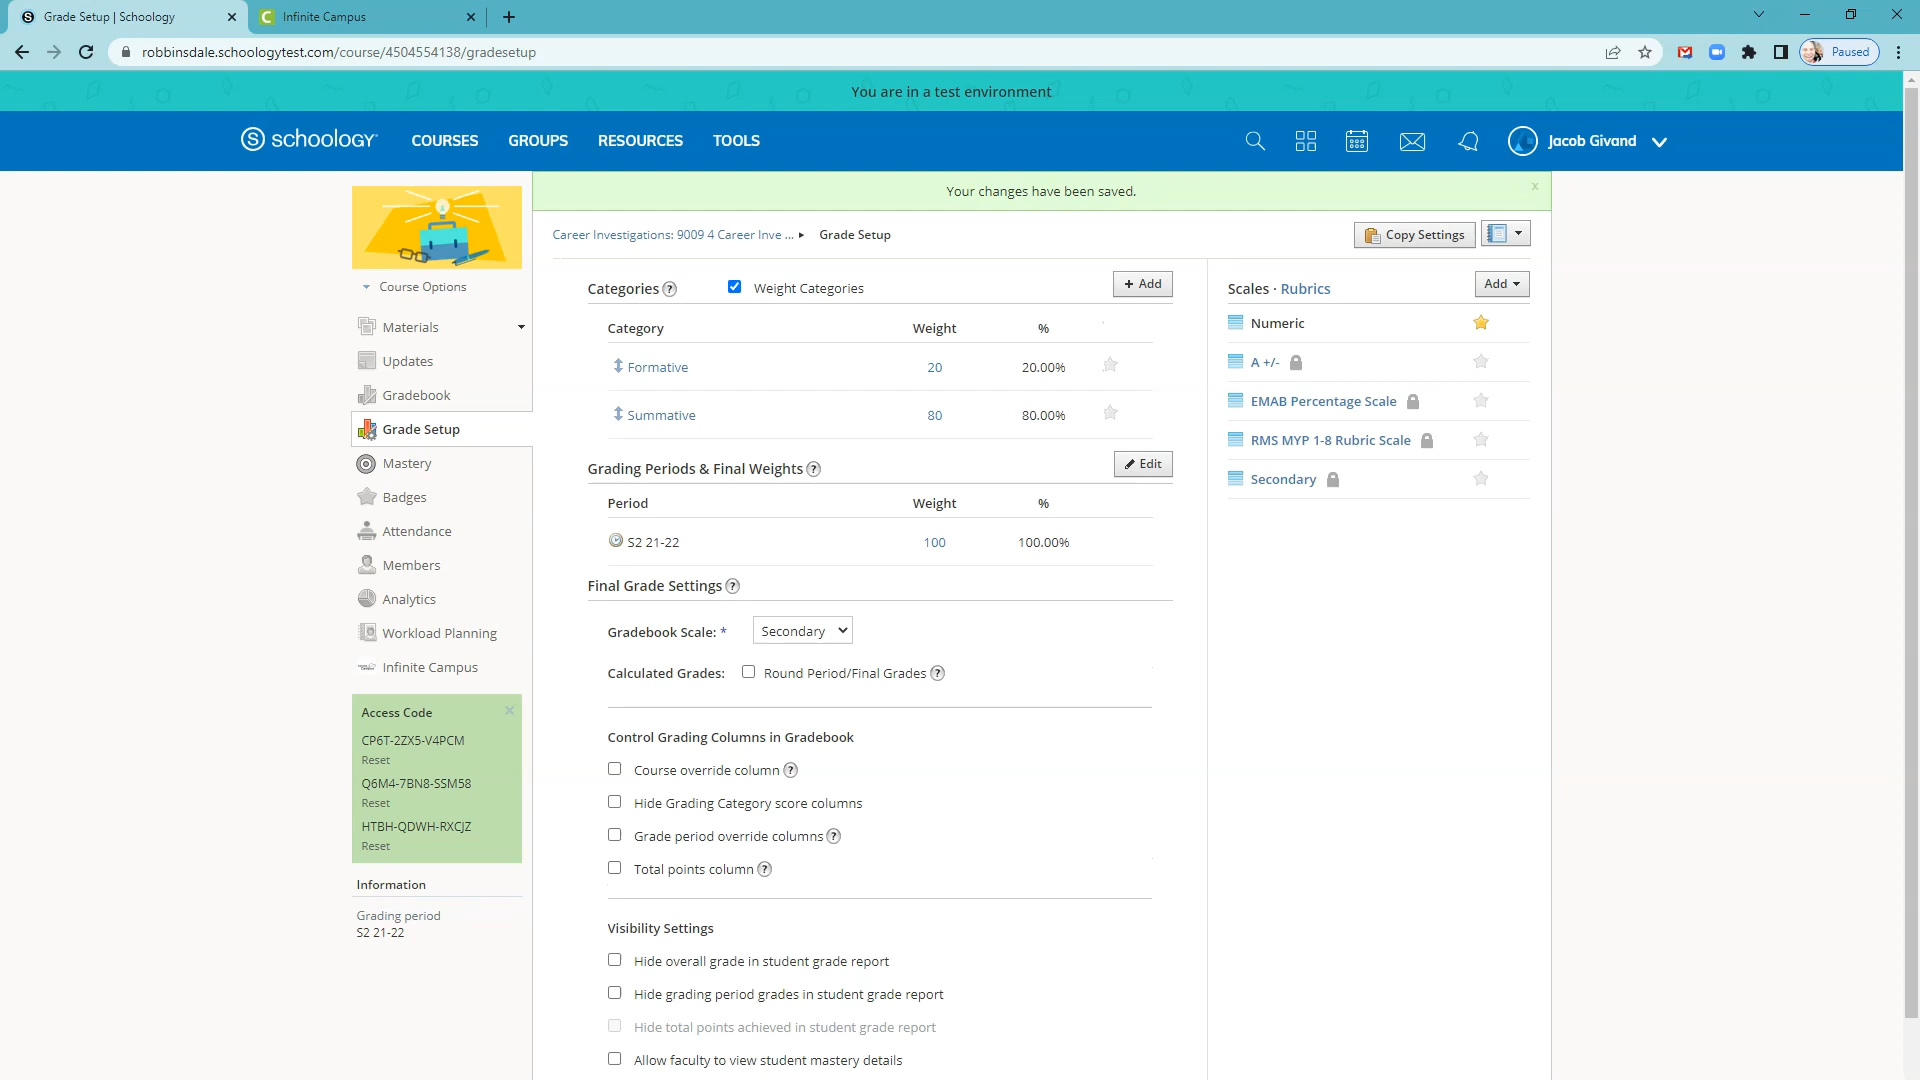 Grade Setup | Schoology
Infinite Campus
robbinsdale.schoologytest.com/course/4504554138/gradesetup
Paused
You are in a test environment
schoology
COURSES
GROUPS
RESOURCES
TOOLS
Jacob Givand
Your changes have been saved.
x
Career Investigations: 9009 4 Career Inve ...
Grade Setup
Copy Settings
Course Options
Materials
Updates
Gradebook
Grade Setup
Mastery
Badges
Attendance
Members
Analytics
Workload Planning
Infinite Campus
Access Code
CP6T-2ZX5-V4PCM
Reset
Q6M4-7BN8-SSM58
Reset
HTBH-QDWH-RXCJZ
Reset
Information
Grading period
S2 21-22
Categories ?
Weight Categories
+ Add
Category Weight %
Formative 20 20.00%
Summative 80 80.00%
Grading Periods & Final Weights ?
Edit
Period Weight %
S2 21-22 100 100.00%
Final Grade Settings ?
Gradebook Scale: * Secondary
Calculated Grades: Round Period/Final Grades ?
Control Grading Columns in Gradebook
Course override column ?
Hide Grading Category score columns
Grade period override columns ?
Total points column ?
Visibility Settings
Hide overall grade in student grade report
Hide grading period grades in student grade report
Hide total points achieved in student grade report
Allow faculty to view student mastery details
Scales · Rubrics
Add
Numeric
A +/-
EMAB Percentage Scale
RMS MYP 1-8 Rubric Scale
Secondary